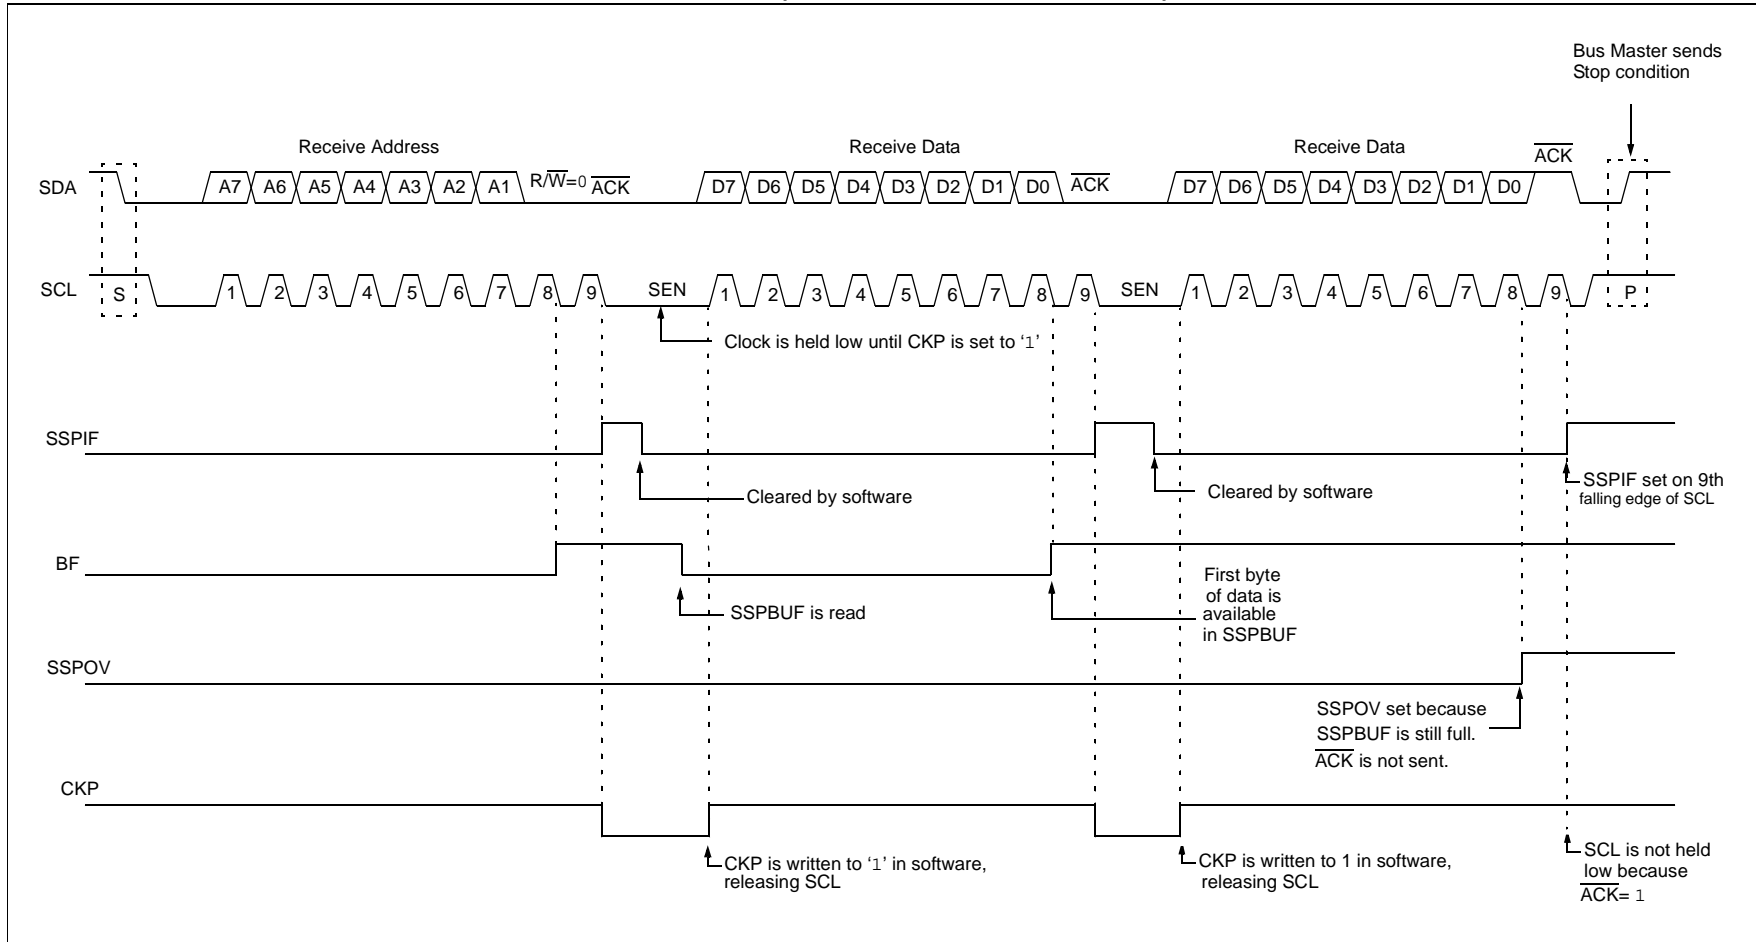 Bus Master sends
Stop condition
Receive Address
Receive Data
Receive Data
ACK
SDA
A7 A6 A5 A4 A3 A2 A1 R/W=0 ACK
D7 D6 D5 D4 D3 D2 D1 D0 ACK
D7 D6 D5 D4 D3 D2 D1 D0
SCL
S
1 2 3 4 5 6 7 8 9 SEN
1 2 3 4 5 6 7 8 9 SEN
1 2 3 4 5 6 7 8 9
P
Clock is held low until CKP is set to ‘1’
SSPIF
Cleared by software
Cleared by software
SSPIF set on 9th
falling edge of SCL
BF
SSPBUF is read
First byte
of data is
available
in SSPBUF
SSPOV
SSPOV set because
SSPBUF is still full.
ACK is not sent.
CKP
CKP is written to ‘1’ in software,
releasing SCL
CKP is written to 1 in software,
releasing SCL
SCL is not held
low because
ACK= 1